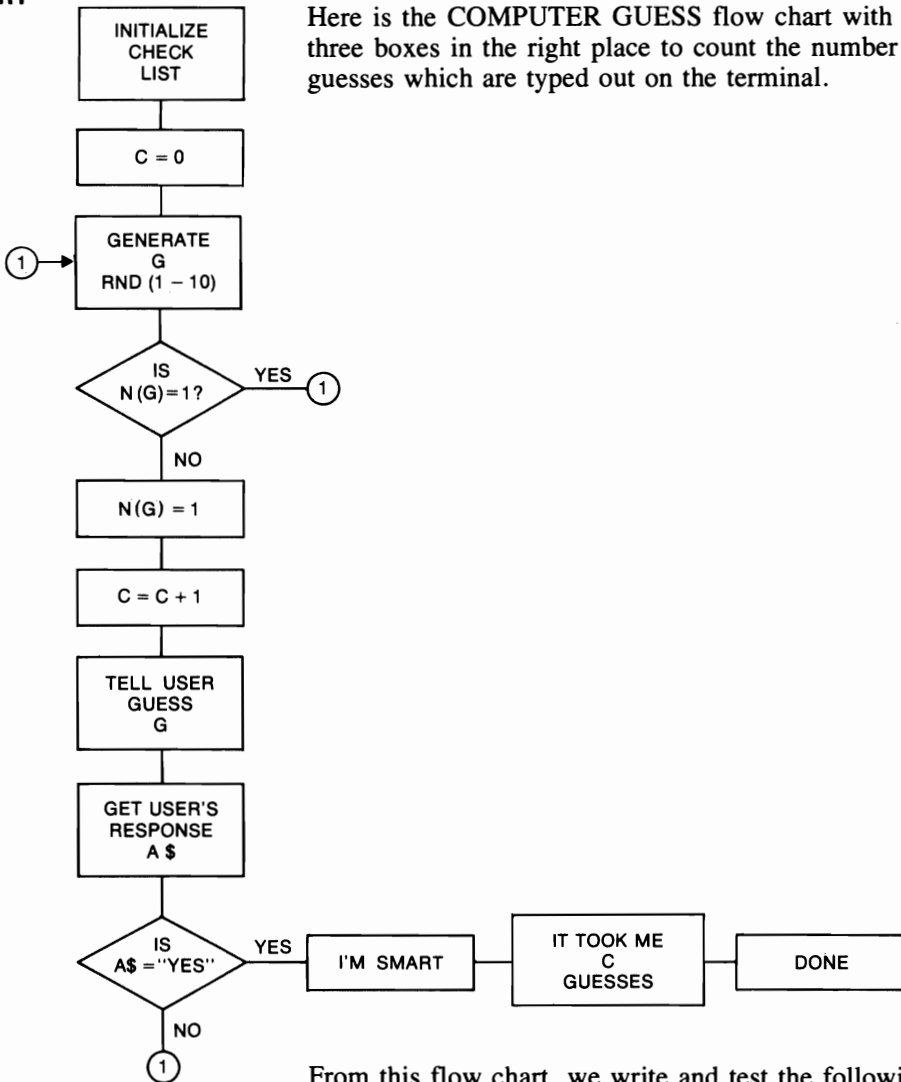 Here is the COMPUTER GUESS flow chart with
three boxes in the right place to count the number
guesses which are typed out on the terminal.
INITIALIZE
CHECK
LIST
C = 0
1
GENERATE
G
RND (1 – 10)
IS
N(G)=1?
YES
1
NO
N(G) = 1
C = C + 1
TELL USER
GUESS
G
GET USER'S
RESPONSE
A $
IS
A$ ="YES"
YES
I'M SMART
IT TOOK ME
C
GUESSES
DONE
NO
1
From this flow chart, we write and test the followi